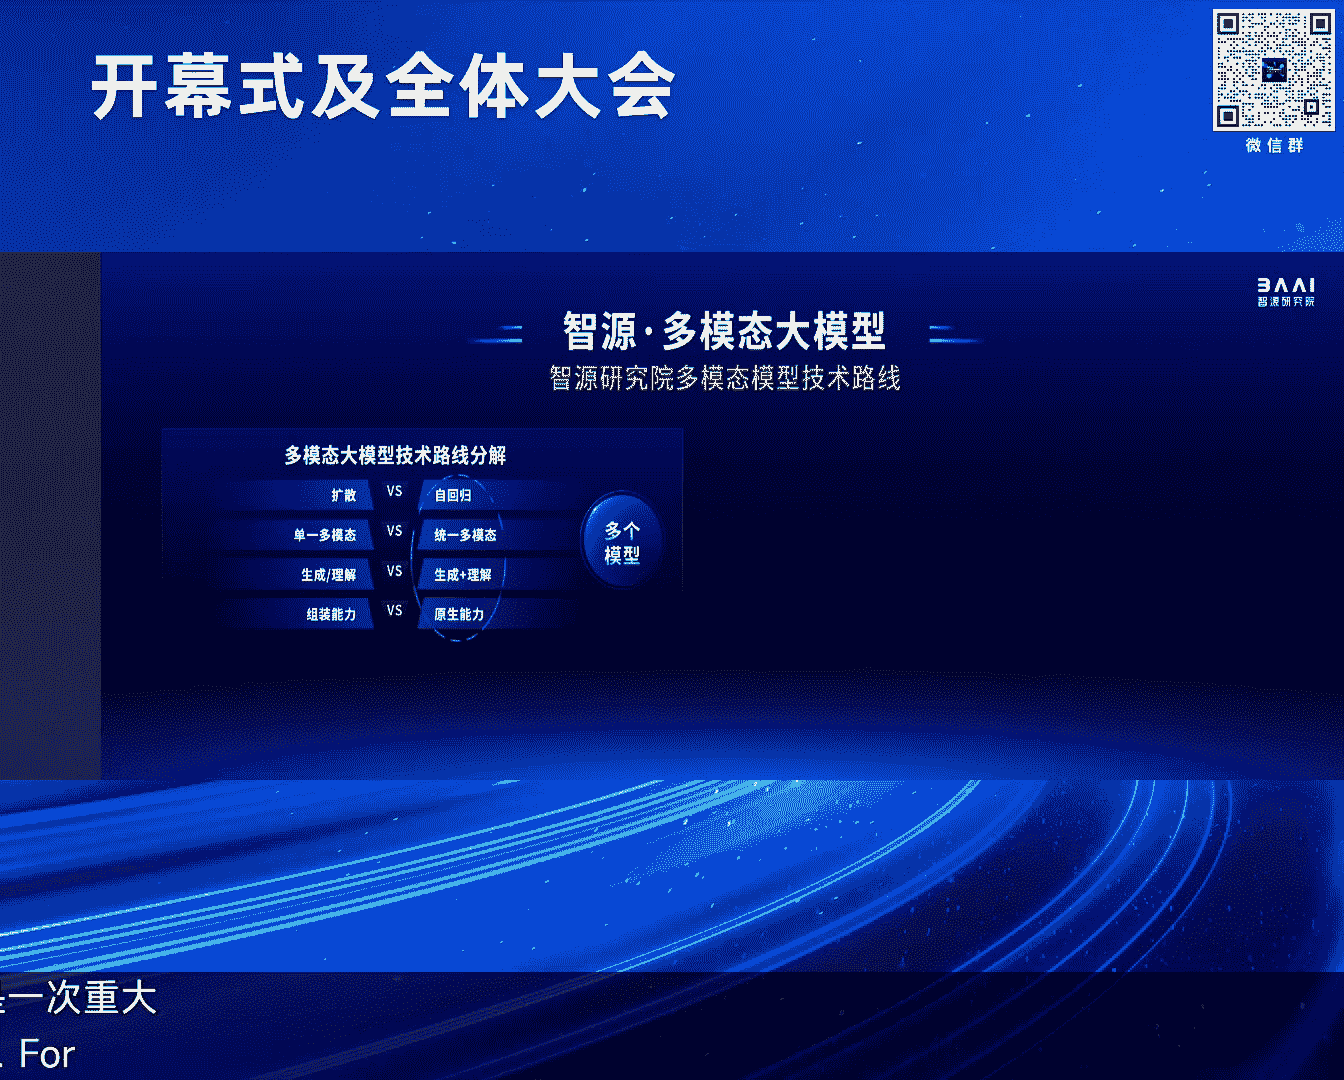 开幕式及全体大会
微信群
BAAI
智源研究院
智源·多模态大模型
智源研究院多模态模型技术路线
多模态大模型技术路线分解
扩散 VS 自回归
单一多模态 VS 统一多模态
生成/理解 VS 生成+理解
组装能力 VS 原生能力
多个
模型
一次重大
. For